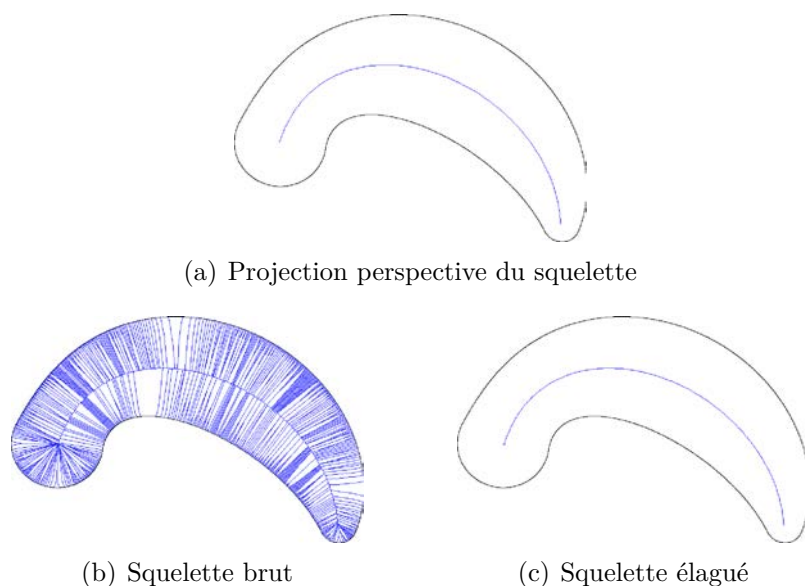 (a) Projection perspective du squelette
(b) Squelette brut
(c) Squelette élagué